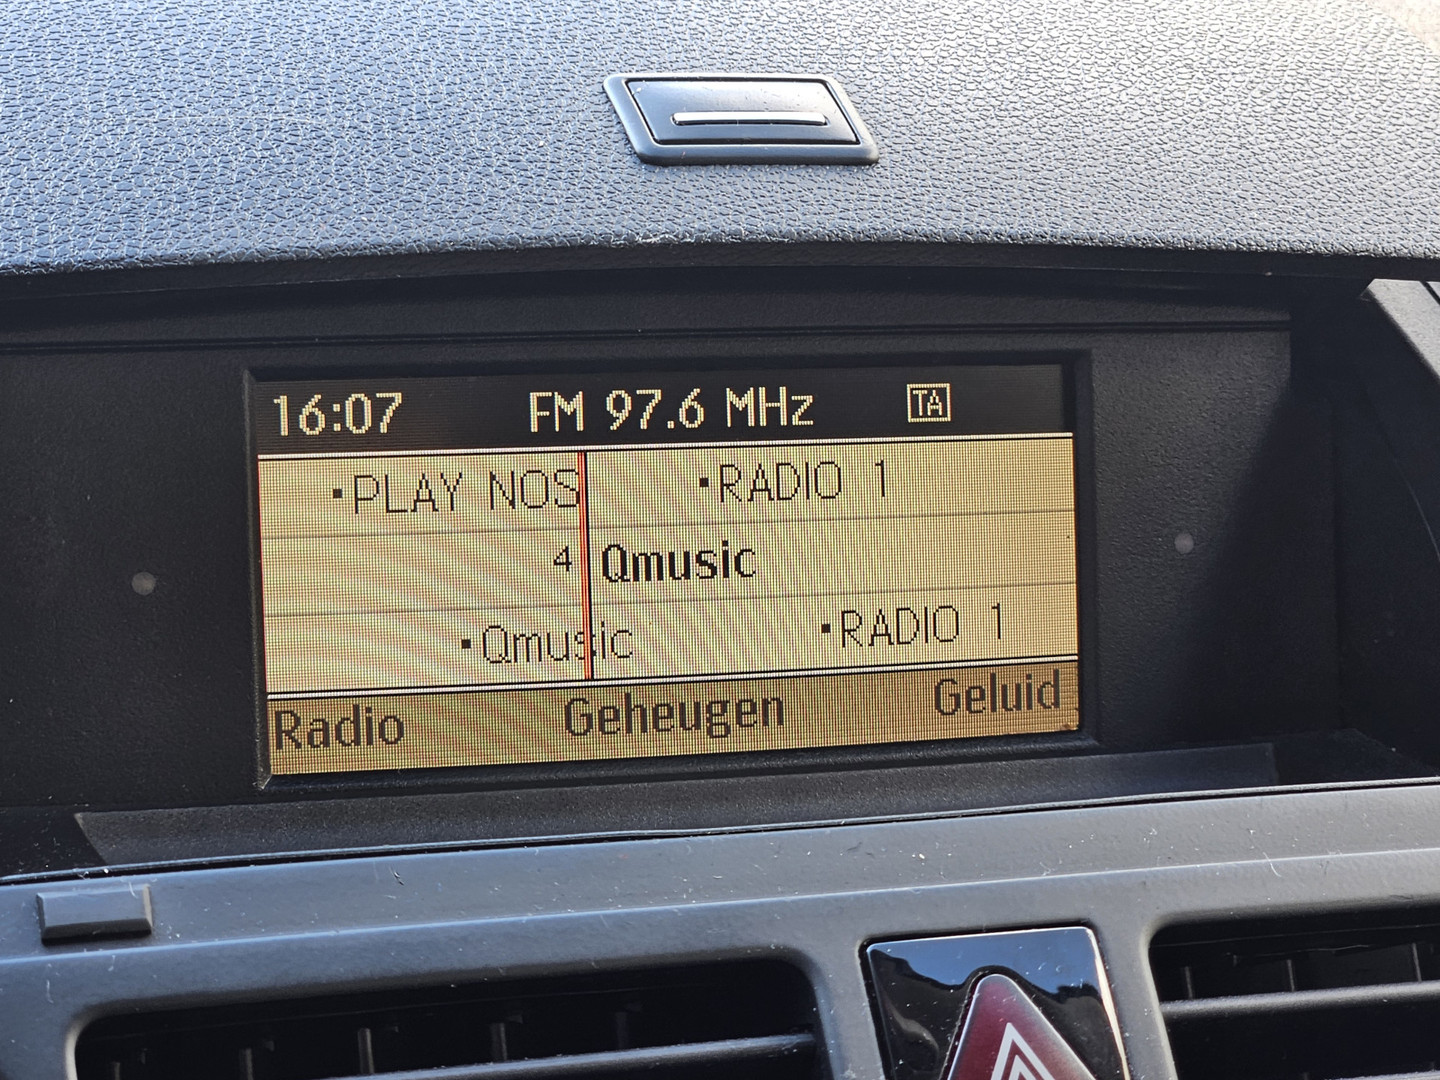 16:07 FM 97.6 MHz TA
·PLAY NOS ·RADIO 1
4 Qmusic
·Qmusic ·RADIO 1
Radio Geheugen Geluid